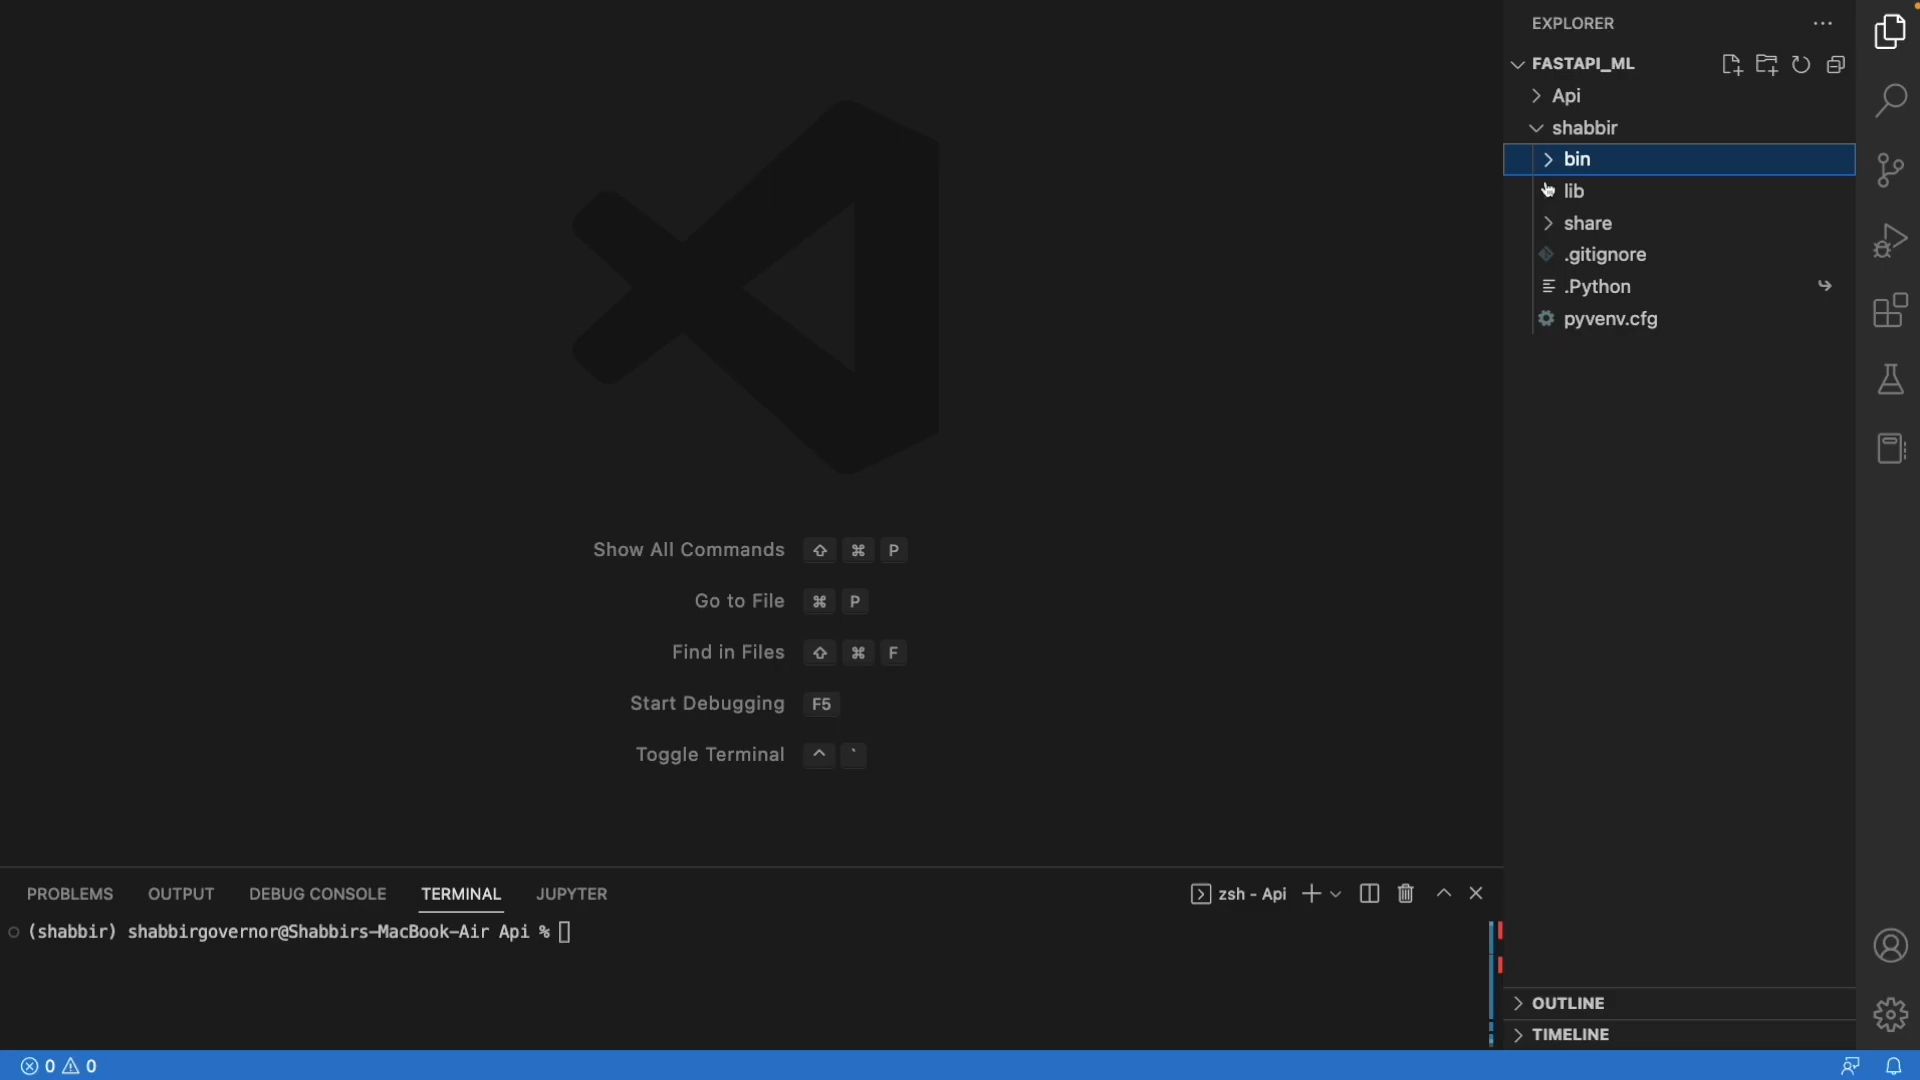 EXPLORER
FASTAPI_ML
Api
shabbir
bin
lib
share
.gitignore
.Python
pyvenv.cfg
Show All Commands ⇧ ⌘ P
Go to File ⌘ P
Find in Files ⇧ ⌘ F
Start Debugging F5
Toggle Terminal ^ `
PROBLEMS OUTPUT DEBUG CONSOLE TERMINAL JUPYTER zsh - Api
(shabbir) shabbirgovernor@Shabbirs-MacBook-Air Api %
OUTLINE
TIMELINE
0 0